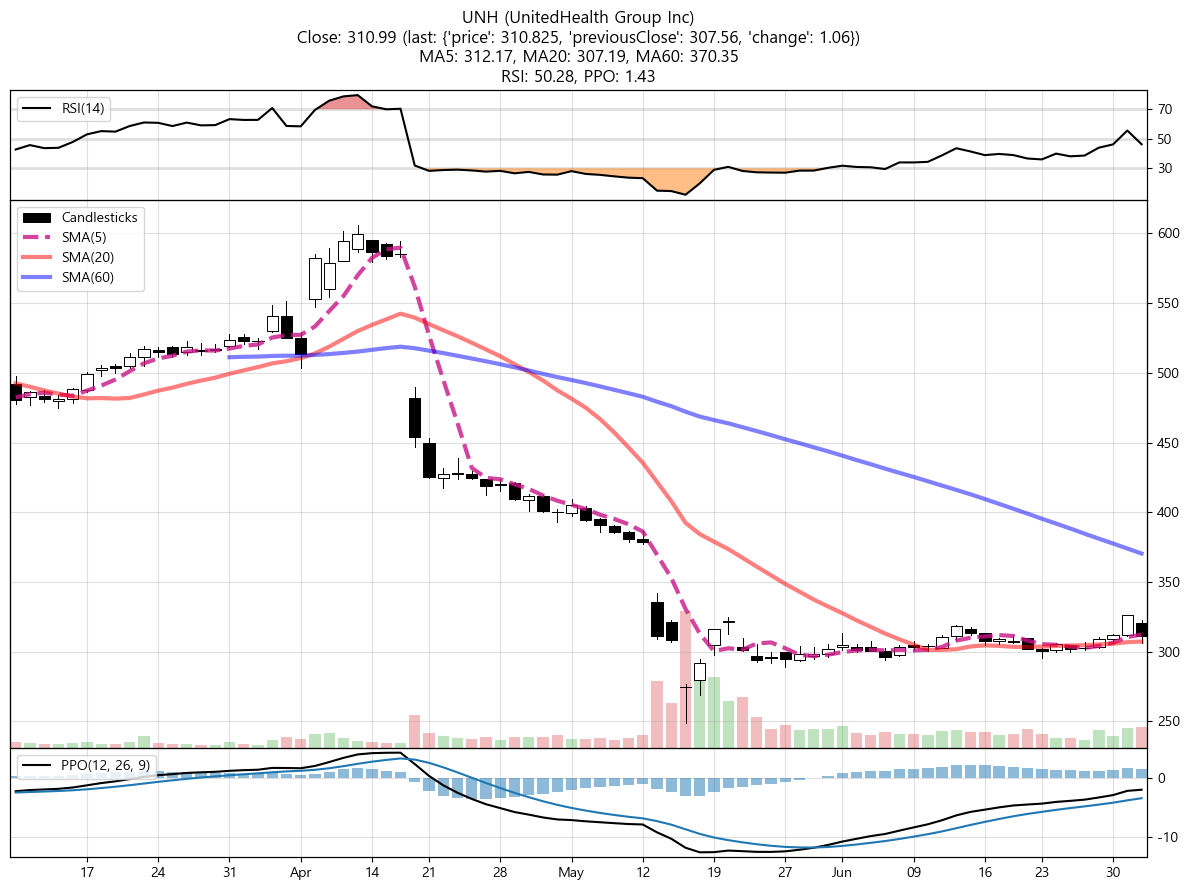 UNH (UnitedHealth Group Inc)
Close: 310.99 (last: {'price': 310.825, 'previousClose': 307.56, 'change': 1.06})
MA5: 312.17, MA20: 307.19, MA60: 370.35
RSI: 50.28, PPO: 1.43
RSI(14)
70
50
30
Candlesticks
SMA(5)
SMA(20)
SMA(60)
600
550
500
450
400
350
300
250
PPO(12, 26, 9)
0
-10
17 24 31 Apr 14 21 28 May 12 19 27 Jun 09 16 23 30